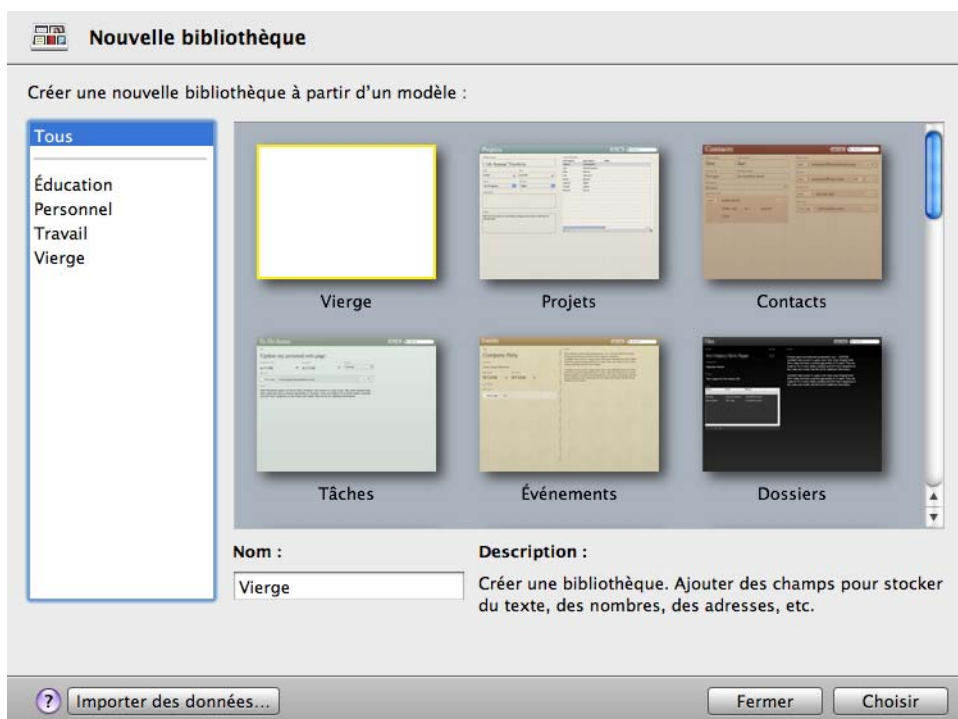 Nouvelle bibliothèque
Créer une nouvelle bibliothèque à partir d'un modèle :
Tous
Éducation
Personnel
Travail
Vierge
Vierge
Projets
Contacts
Tâches
Événements
Dossiers
Nom :
Vierge
Description :
Créer une bibliothèque. Ajouter des champs pour stocker
du texte, des nombres, des adresses, etc.
?
Importer des données...
Fermer
Choisir